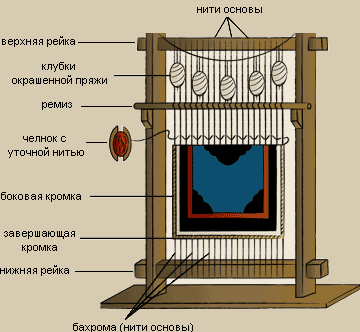 нити основы
верхняя рейка
клубки
окрашенной пряжи
ремиз
челнок с
уточной нитью
боковая кромка
завершающая
кромка
нижняя рейка
бахрома (нити основы)